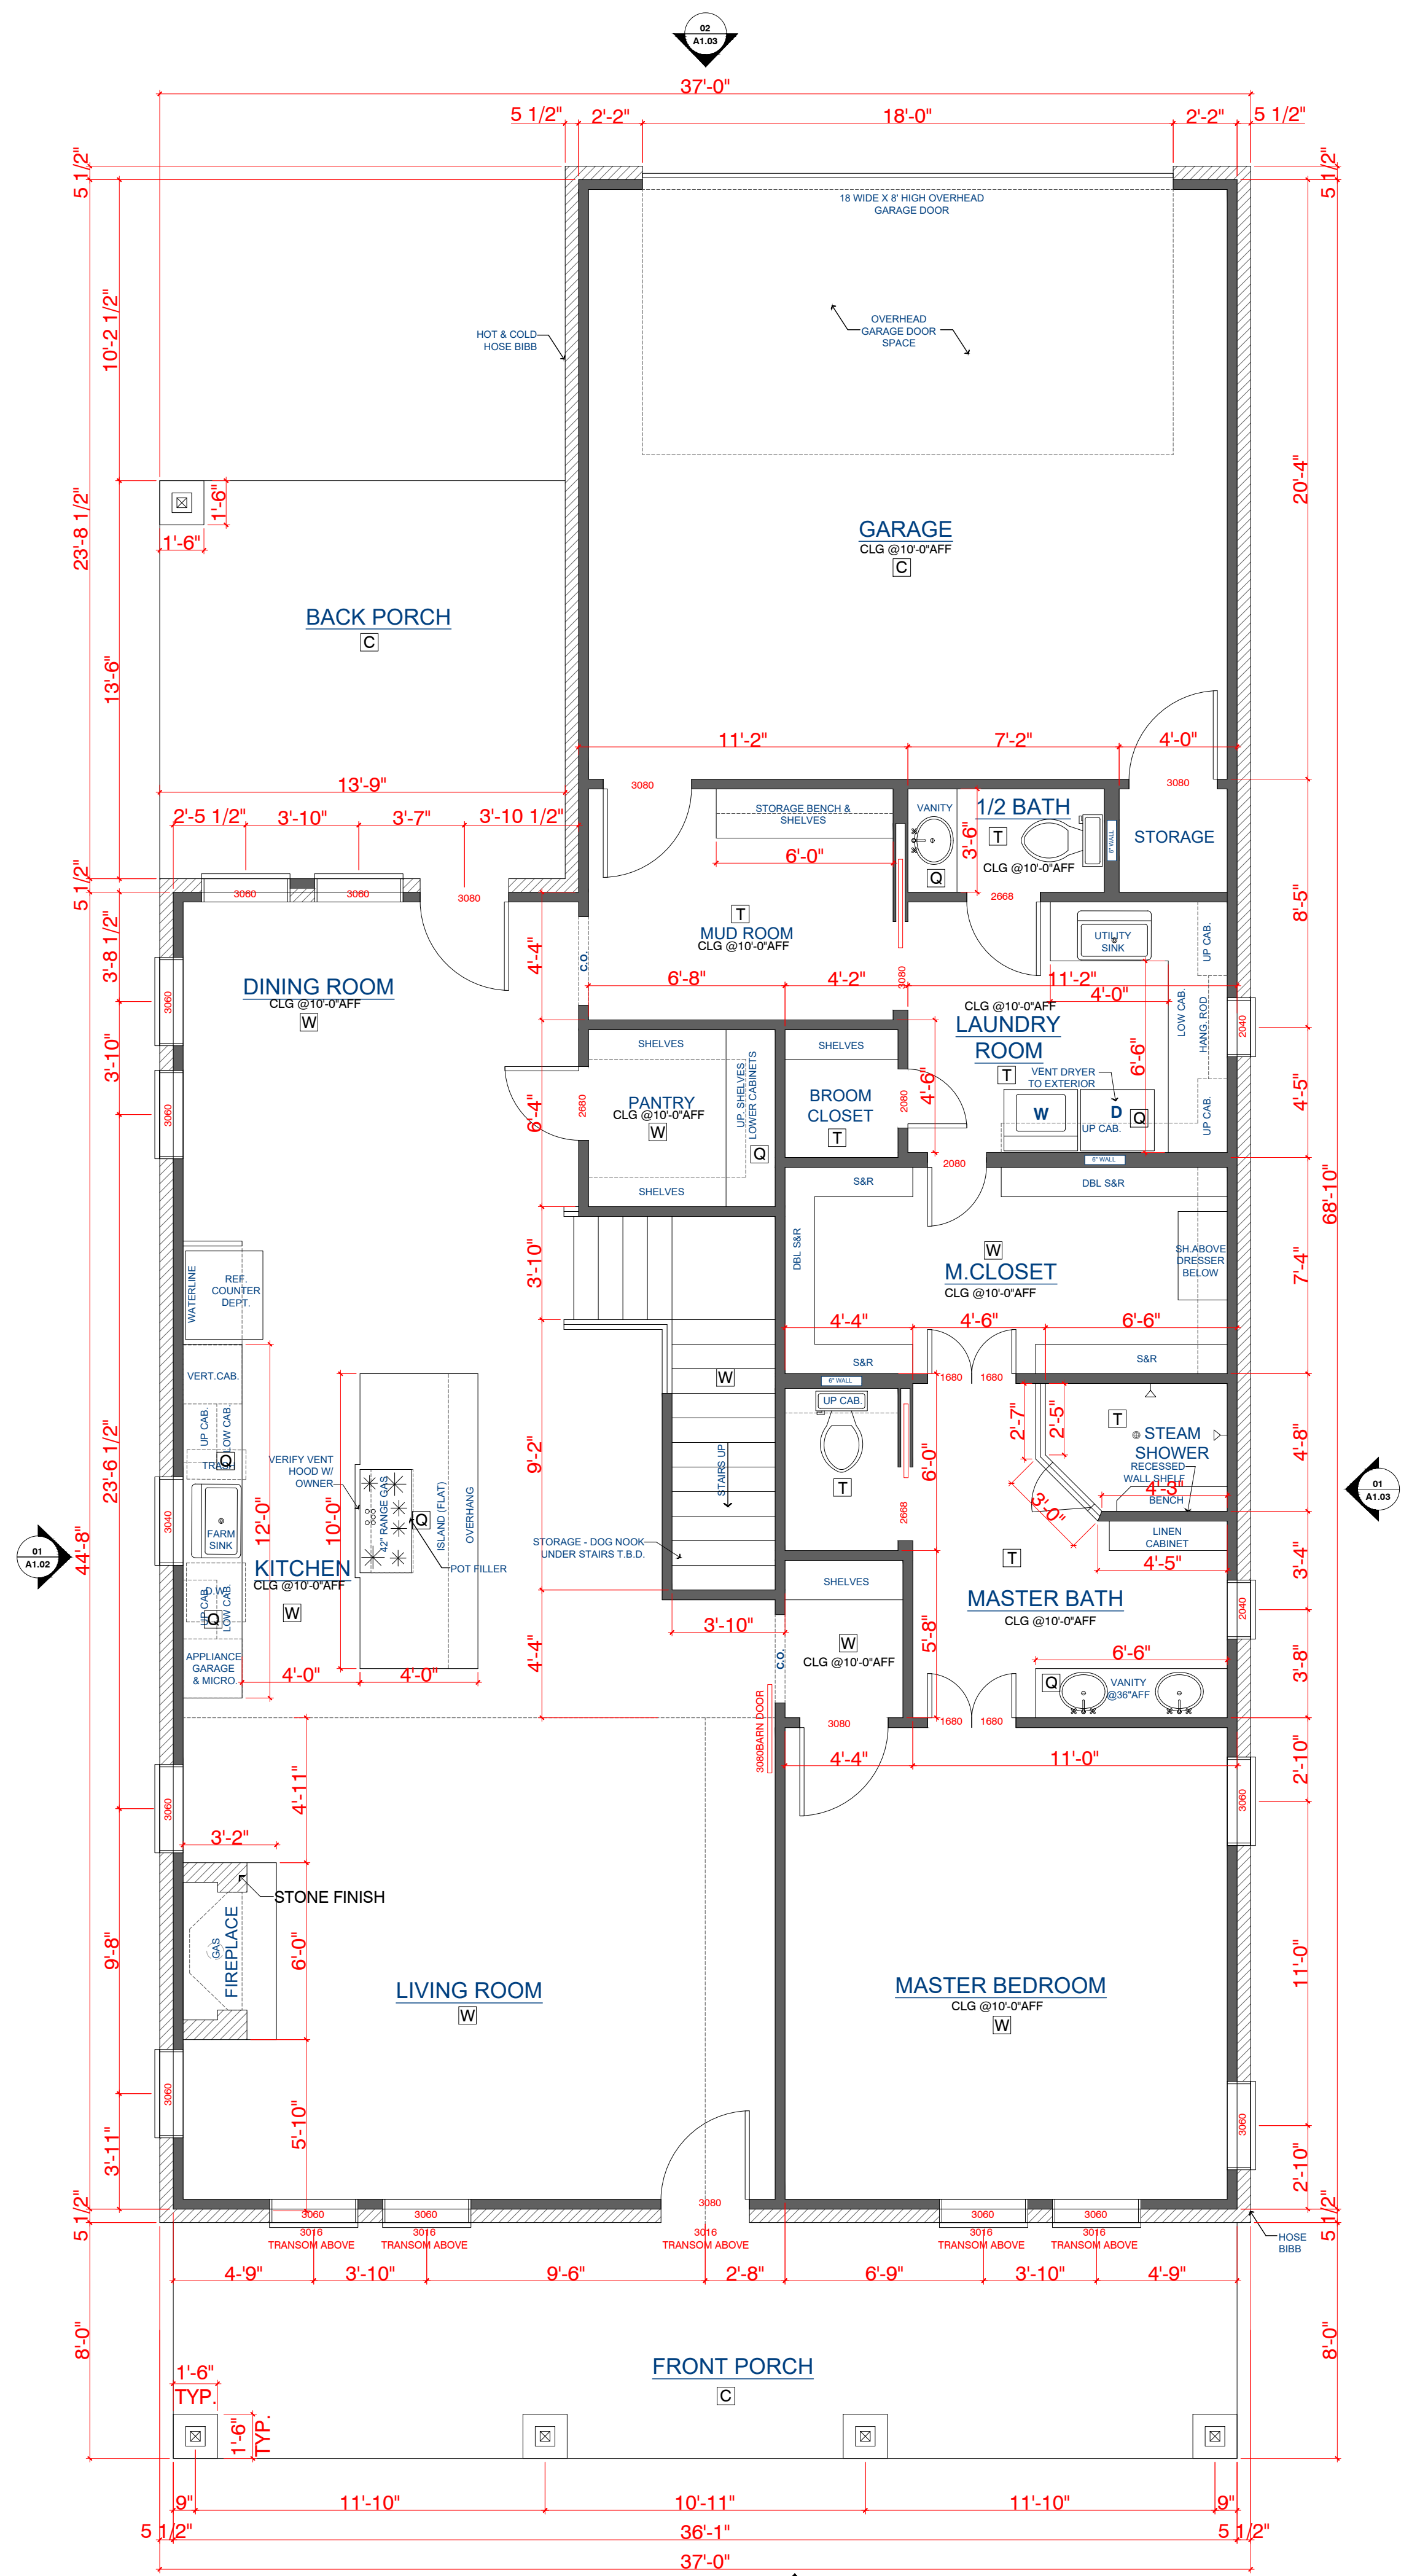 02
A1.03
37'-0"
5 1/2"
2'-2"
18'-0"
2'-2"
5 1/2"
5 1/2"
5 1/2"
18 WIDE X 8' HIGH OVERHEAD
GARAGE DOOR
10'-2 1/2"
HOT & COLD
HOSE BIBB
OVERHEAD
GARAGE DOOR
SPACE
20'-4"
23'-8 1/2"
1'-6"
1'-6"
GARAGE
CLG @10'-0"AFF
C
BACK PORCH
C
13'-6"
11'-2"
7'-2"
4'-0"
13'-9"
3080
3080
2'-5 1/2"
3'-10"
3'-7"
3'-10 1/2"
STORAGE BENCH &
SHELVES
6'-0"
VANITY
3'-6"
1/2 BATH
T
CLG @10'-0"AFF
6" WALL
Q
STORAGE
5 1/2"
3060
3060
3080
2668
8'-5"
T
MUD ROOM
CLG @10'-0"AFF
UTILITY
SINK
UP CAB.
3'-8 1/2"
4'-4"
C.O.
DINING ROOM
CLG @10'-0"AFF
W
3060
6'-8"
4'-2"
3080
11'-2"
4'-0"
CLG @10'-0"AFF
LAUNDRY
ROOM
T
LOW CAB.
HANG. ROD
2040
3'-10"
SHELVES
SHELVES
6'-6"
VENT DRYER
TO EXTERIOR
4'-5"
3060
6'-4"
2680
PANTRY
CLG @10'-0"AFF
W
UP. SHELVES
LOWER CABINETS
Q
BROOM
CLOSET
T
2080
4'-6"
W
D
Q
UP CAB.
UP CAB.
68'-10"
SHELVES
2080
6" WALL
S&R
DBL S&R
3'-10"
DBL S&R
W
M.CLOSET
CLG @10'-0"AFF
SH.ABOVE
DRESSER
BELOW
7'-4"
WATERLINE
REF.
COUNTER
DEPT.
4'-4"
4'-6"
6'-6"
S&R
S&R
VERT.CAB.
W
6" WALL
1680
1680
UP CAB.
UP CAB.
LOW CAB
TRASH
Q
23'-6 1/2"
9'-2"
2'-7"
2'-5"
T
STEAM
SHOWER
4'-8"
RECESSED
WALL SHELF
4'-3"
BENCH
01
A1.03
VERIFY VENT
HOOD W/
OWNER
42" RANGE GAS
Q
ISLAND (FLAT)
OVERHANG
STAIRS UP
T
6'-0"
2668
3'-0"
3040
FARM
SINK
12'-0"
10'-0"
STORAGE - DOG NOOK
UNDER STAIRS T.B.D.
LINEN
CABINET
4'-5"
3'-4"
01
A1.02
44'-8"
KITCHEN
CLG @10'-0"AFF
W
POT FILLER
T
D.W.
UP CAB.
LOW CAB.
Q
SHELVES
MASTER BATH
CLG @10'-0"AFF
2040
3'-10"
5'-8"
W
CLG @10'-0"AFF
APPLIANCE
GARAGE
& MICRO.
4'-0"
4'-0"
4'-4"
C.O.
6'-6"
Q
VANITY
@36"AFF
3'-8"
3080BARN DOOR
3080
1680
1680
4'-4"
11'-0"
2'-10"
3060
4'-11"
3060
3'-2"
STONE FINISH
GAS
FIREPLACE
6'-0"
9'-8"
11'-0"
LIVING ROOM
W
MASTER BEDROOM
CLG @10'-0"AFF
W
3060
3060
5'-10"
3'-11"
2'-10"
5 1/2"
5 1/2"
3060
3060
3080
3060
3060
3016
TRANSOM ABOVE
3016
TRANSOM ABOVE
3016
TRANSOM ABOVE
3016
TRANSOM ABOVE
3016
TRANSOM ABOVE
HOSE
BIBB
4'-9"
3'-10"
9'-6"
2'-8"
6'-9"
3'-10"
4'-9"
8'-0"
8'-0"
FRONT PORCH
C
1'-6"
TYP.
1'-6"
TYP.
9"
11'-10"
10'-11"
11'-10"
9"
5 1/2"
36'-1"
5 1/2"
37'-0"